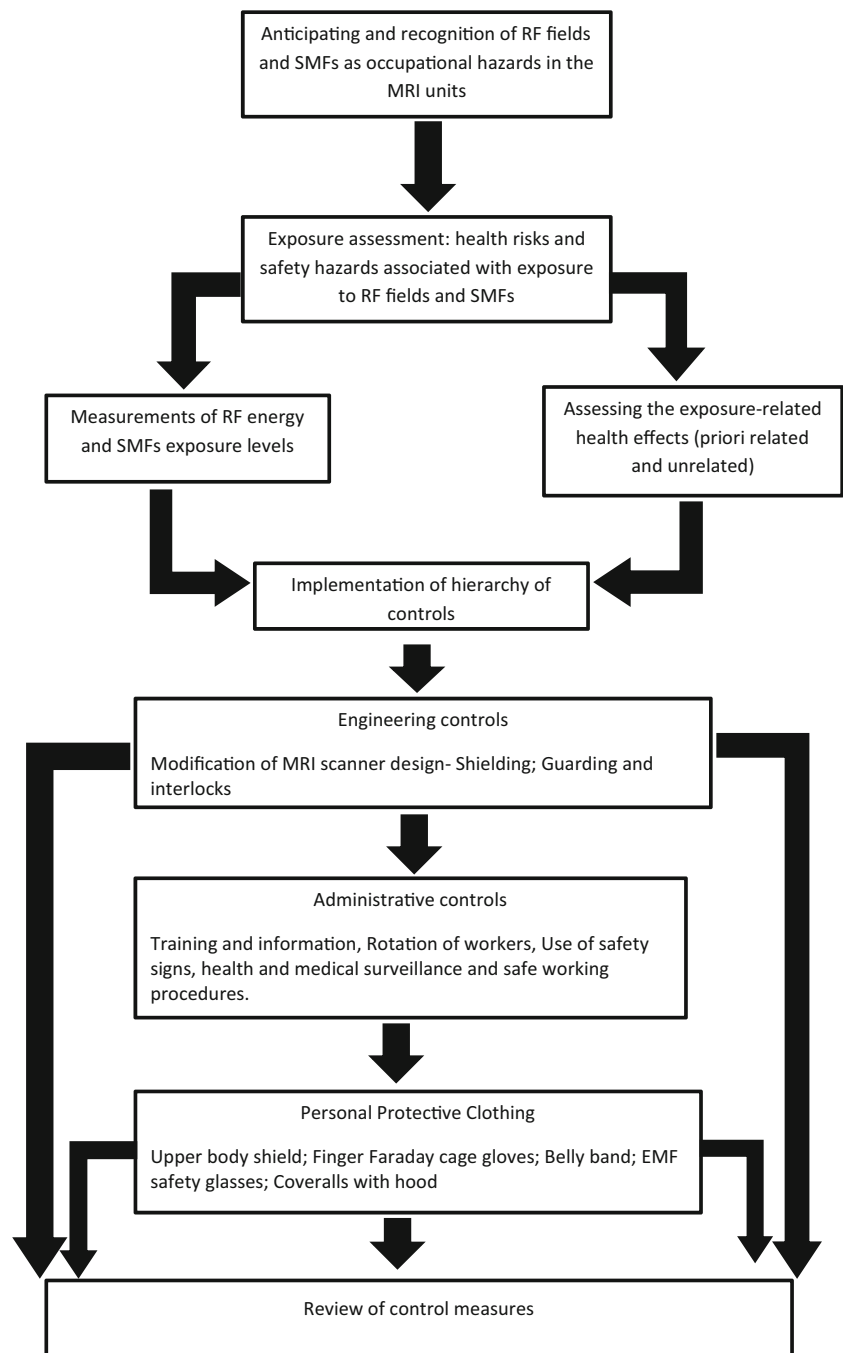 Anticipating and recognition of RF fields
and SMFs as occupational hazards in the
MRI units
Exposure assessment: health risks and
safety hazards associated with exposure
to RF fields and SMFs
Measurements of RF energy
and SMFs exposure levels
Assessing the exposure-related
health effects (priori related
and unrelated)
Implementation of hierarchy of
controls
Engineering controls
Modification of MRI scanner design- Shielding; Guarding and
interlocks
Administrative controls
Training and information, Rotation of workers, Use of safety
signs, health and medical surveillance and safe working
procedures.
Personal Protective Clothing
Upper body shield; Finger Faraday cage gloves; Belly band; EMF
safety glasses; Coveralls with hood
Review of control measures